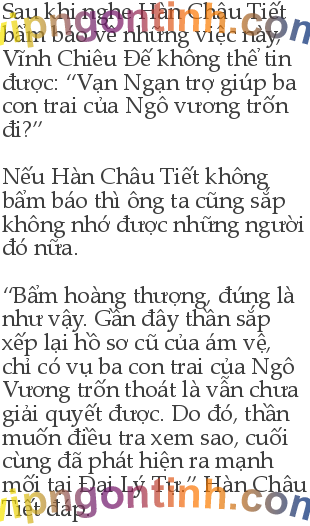 Sau khi nghe Hàn Châu Tiết
bẩm báo về những việc này,
Vĩnh Chiêu Đế không thể tin
được: “Vạn Ngạn trợ giúp ba
con trai của Ngô vương trốn
đi?”
Nếu Hàn Châu Tiết không
bẩm báo thì ông ta cũng sắp
không nhớ được những người
đó nữa.
“Bẩm hoàng thượng, đúng là
như vậy. Gần đây thần sắp
xếp lại hồ sơ cũ của ám vệ,
chỉ có vụ ba con trai của Ngô
Vương trốn thoát là vẫn chưa
giải quyết được. Do đó, thần
muốn điều tra xem sao, cuối
cùng đã phát hiện ra mạnh
mối tại Đại Lý Tự.” Hàn Châu
Tiết đáp.
vipngontinh.com
vipngontinh.com